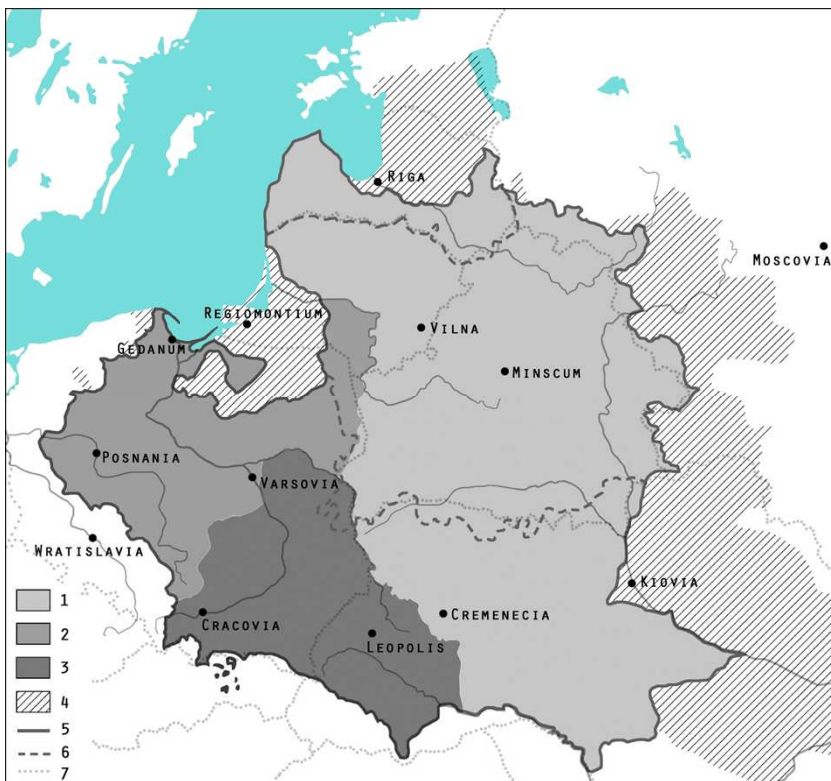 RIGA
MOSCOVIA
REGIOMONTIUM
VILNA
GEDANUM
MINSCUM
POSNANIA
VARSOVIA
WRATISLAVIA
KIOVIA
CRACOVIA
CREMENECIA
LEOPOLIS
1
2
3
4
5
6
7